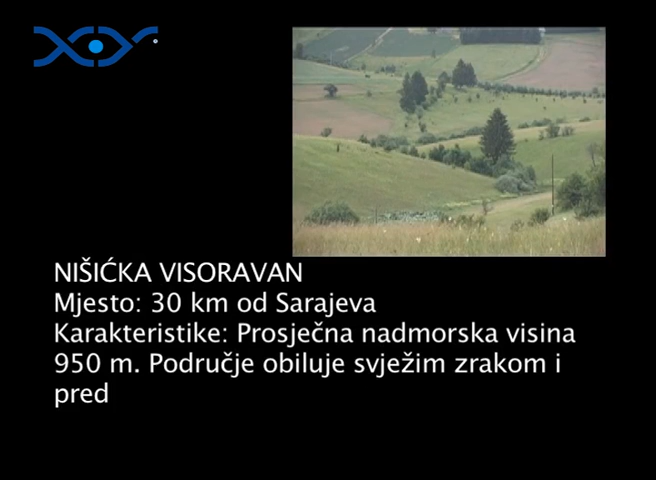 NIŠIĆKA VISORAVAN
Mjesto: 30 km od Sarajeva
Karakteristike: Prosječna nadmorska visina
950 m. Područje obiluje svježim zrakom i
pred